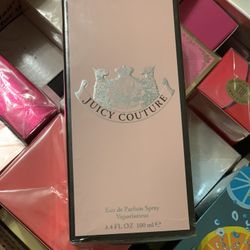 JUICY COUTURE
Eau de Parfum Spray
Vaporisateur
3.4 FL OZ 100 ml ℮